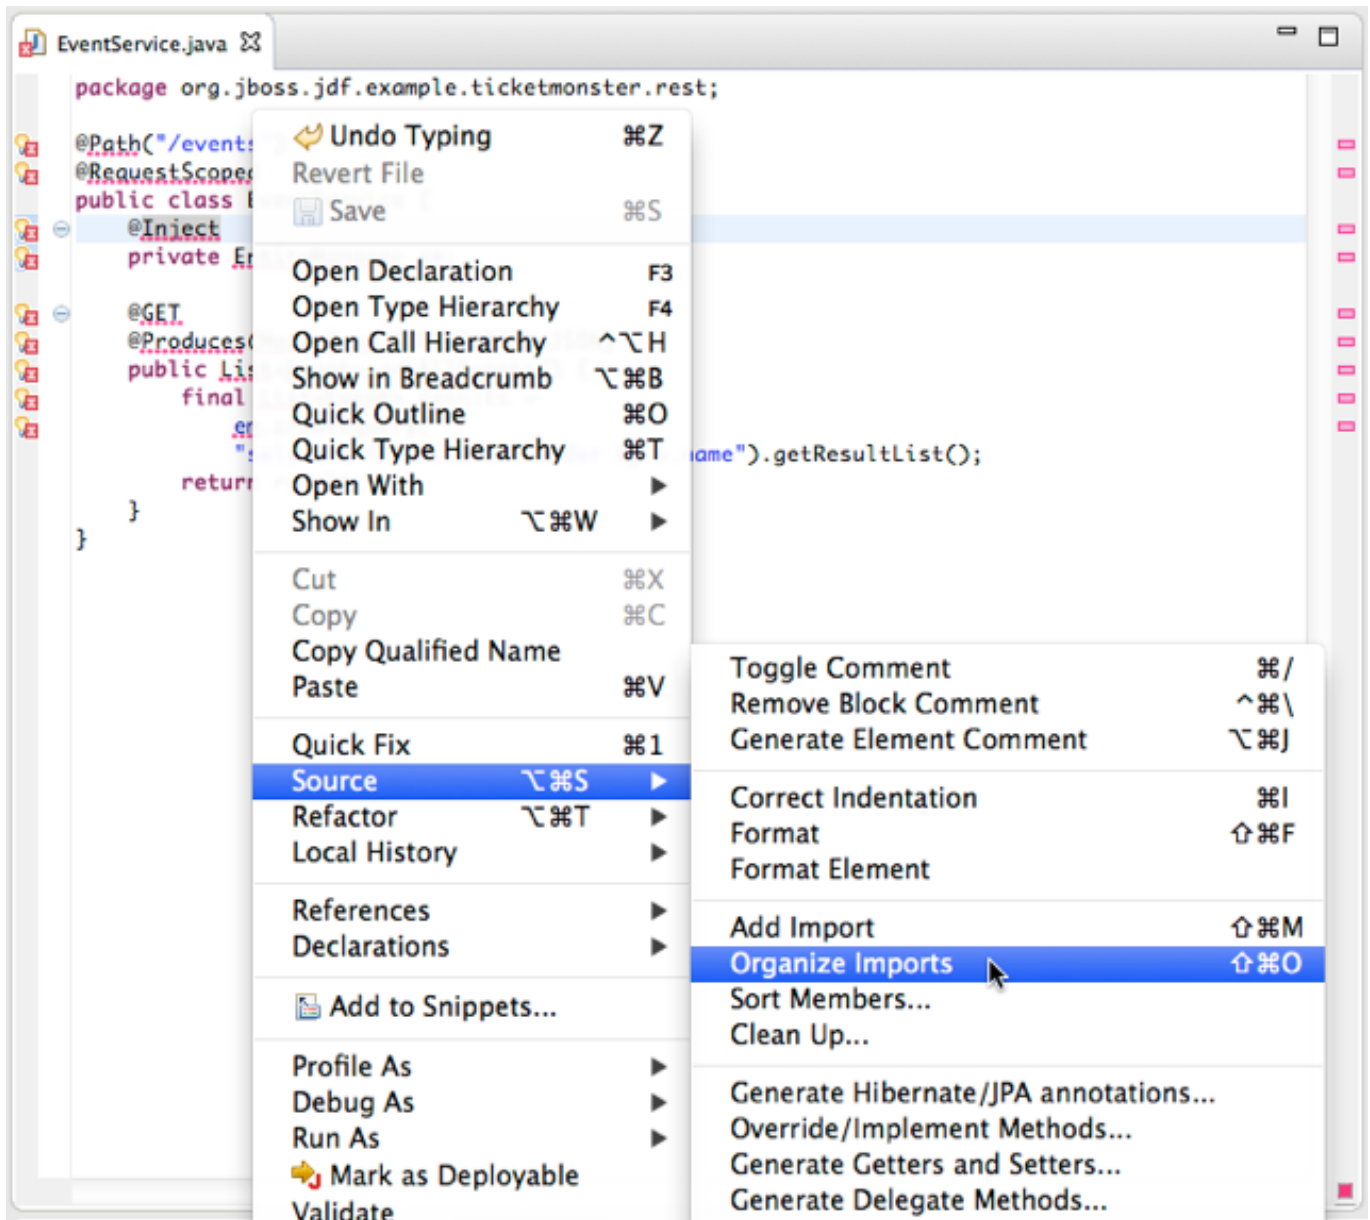 EventService.java
package org.jboss.jdf.example.ticketmonster.rest;
@Path("/events
@RequestScoped
public class
@Inject
private
@GET
@Produces(
public
final
ame").getResultList();
return
}
}
Undo Typing ⌘Z
Revert File
Save ⌘S
Open Declaration F3
Open Type Hierarchy F4
Open Call Hierarchy ^⌥H
Show in Breadcrumb ⌥⌘B
Quick Outline ⌘O
Quick Type Hierarchy ⌘T
Open With ▶
Show In ⌥⌘W ▶
Cut ⌘X
Copy ⌘C
Copy Qualified Name
Paste ⌘V
Quick Fix ⌘1
Source ⌥⌘S ▶
Refactor ⌥⌘T ▶
Local History ▶
References ▶
Declarations ▶
Add to Snippets...
Profile As ▶
Debug As ▶
Run As ▶
Mark as Deployable
Validate
Toggle Comment ⌘/
Remove Block Comment ^⌘\
Generate Element Comment ⌥⌘J
Correct Indentation ⌘I
Format ⇧⌘F
Format Element
Add Import ⇧⌘M
Organize Imports ⇧⌘O
Sort Members...
Clean Up...
Generate Hibernate/JPA annotations...
Override/Implement Methods...
Generate Getters and Setters...
Generate Delegate Methods...